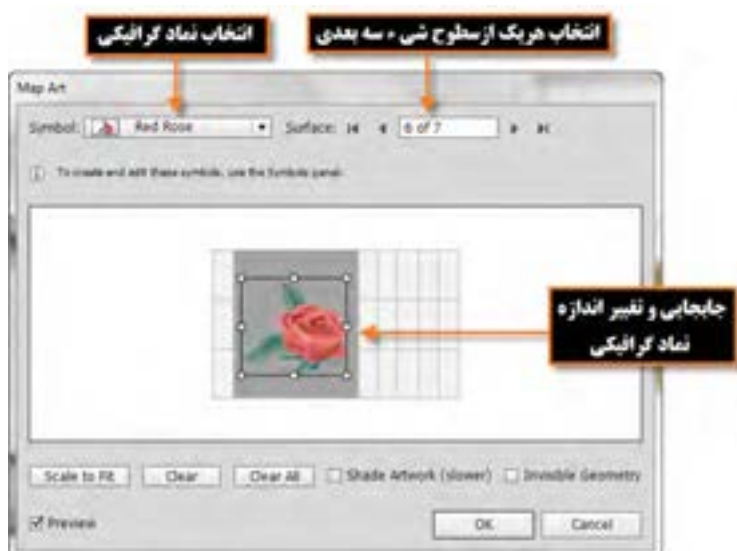 انتخاب نماد گرافیکی
انتخاب هریک از سطوح شیء سه بعدی
Map Art
Symbol: Red Rose Surface: 6 of 7
To create and edit these symbols, use the Symbols panel.
جابجایی و تغییر اندازه
نماد گرافیکی
Scale to Fit Clear Clear All Shade Artwork (slower) Invisible Geometry
Preview OK Cancel